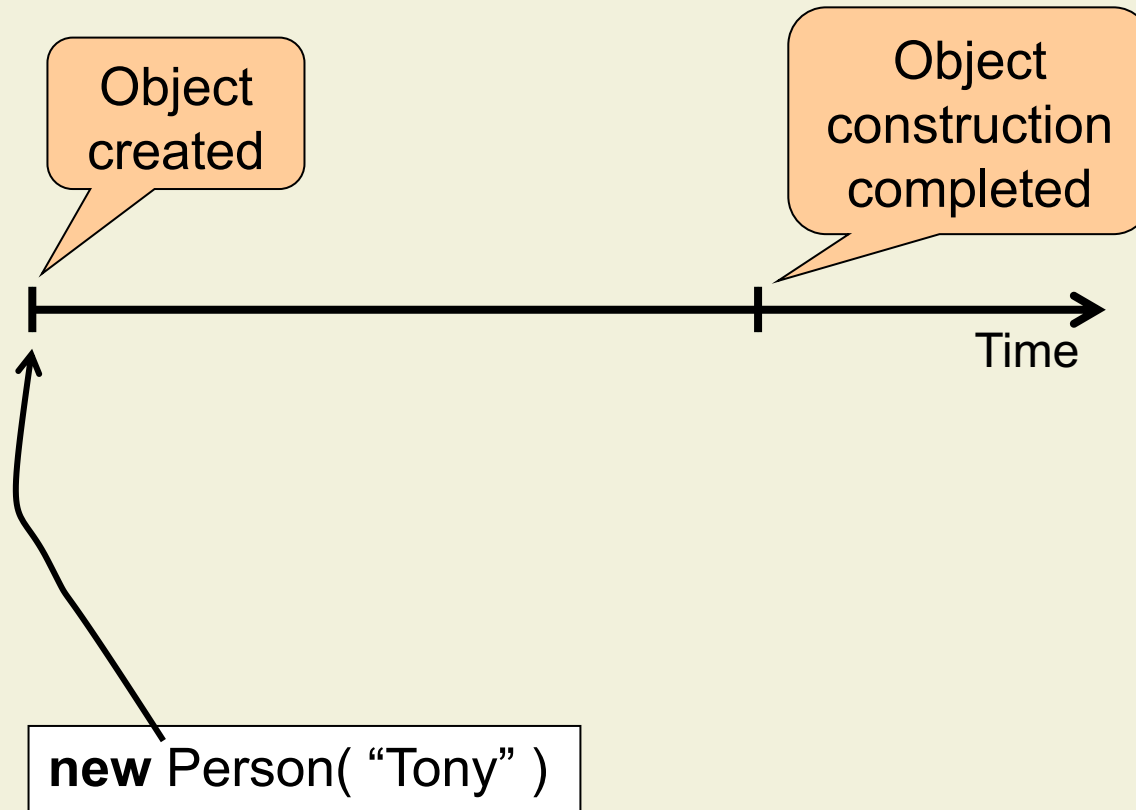 Object
created
Object
construction
completed
Time
new Person( “Tony” )